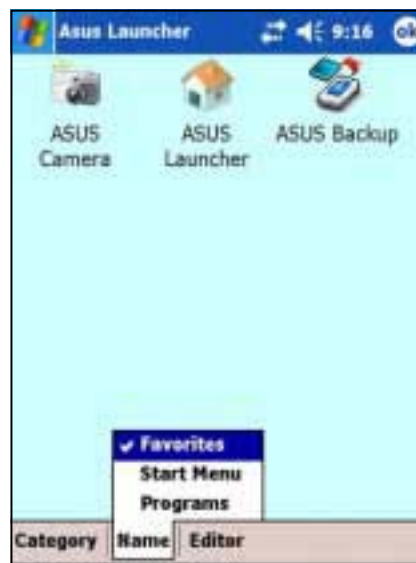 Asus Launcher 9:16 ok
ASUS Camera
ASUS Launcher
ASUS Backup
Favorites
Start Menu
Programs
Category Name Editor